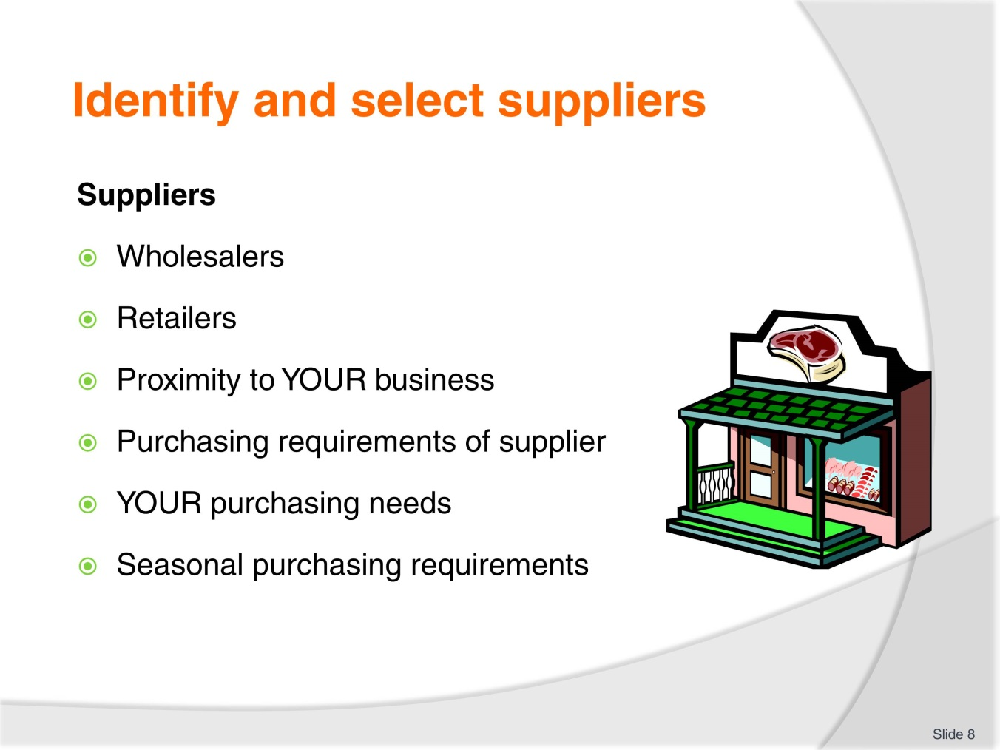 Identify and select suppliers
Suppliers
Wholesalers
Retailers
Proximity to YOUR business
Purchasing requirements of supplier
YOUR purchasing needs
Seasonal purchasing requirements
Slide 8